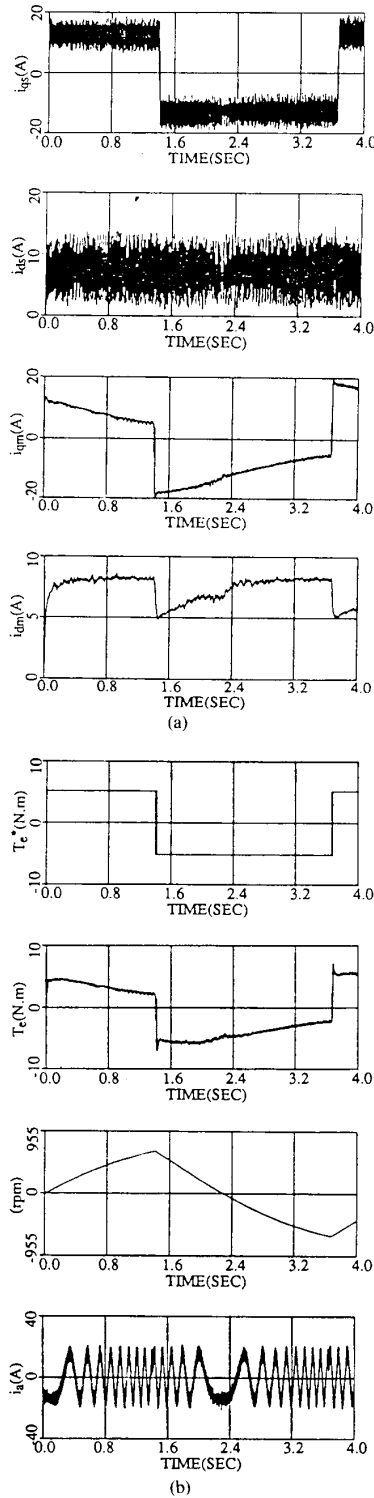 i_qs(A)
20
0
-20
0.0 0.8 1.6 2.4 3.2 4.0
TIME(SEC)
i_ds(A)
20
10
0
0.0 0.8 1.6 2.4 3.2 4.0
TIME(SEC)
i_qm(A)
20
0
-20
0.0 0.8 1.6 2.4 3.2 4.0
TIME(SEC)
i_dm(A)
10
5
0
0.0 0.8 1.6 2.4 3.2 4.0
TIME(SEC)
(a)
T_e*(N.m)
10
0
-10
0.0 0.8 1.6 2.4 3.2 4.0
TIME(SEC)
T_e(N.m)
10
0
-10
0.0 0.8 1.6 2.4 3.2 4.0
TIME(SEC)
(rpm)
955
0
-955
0.0 0.8 1.6 2.4 3.2 4.0
TIME(SEC)
i_a(A)
40
0
40
0.0 0.8 1.6 2.4 3.2 4.0
TIME(SEC)
(b)